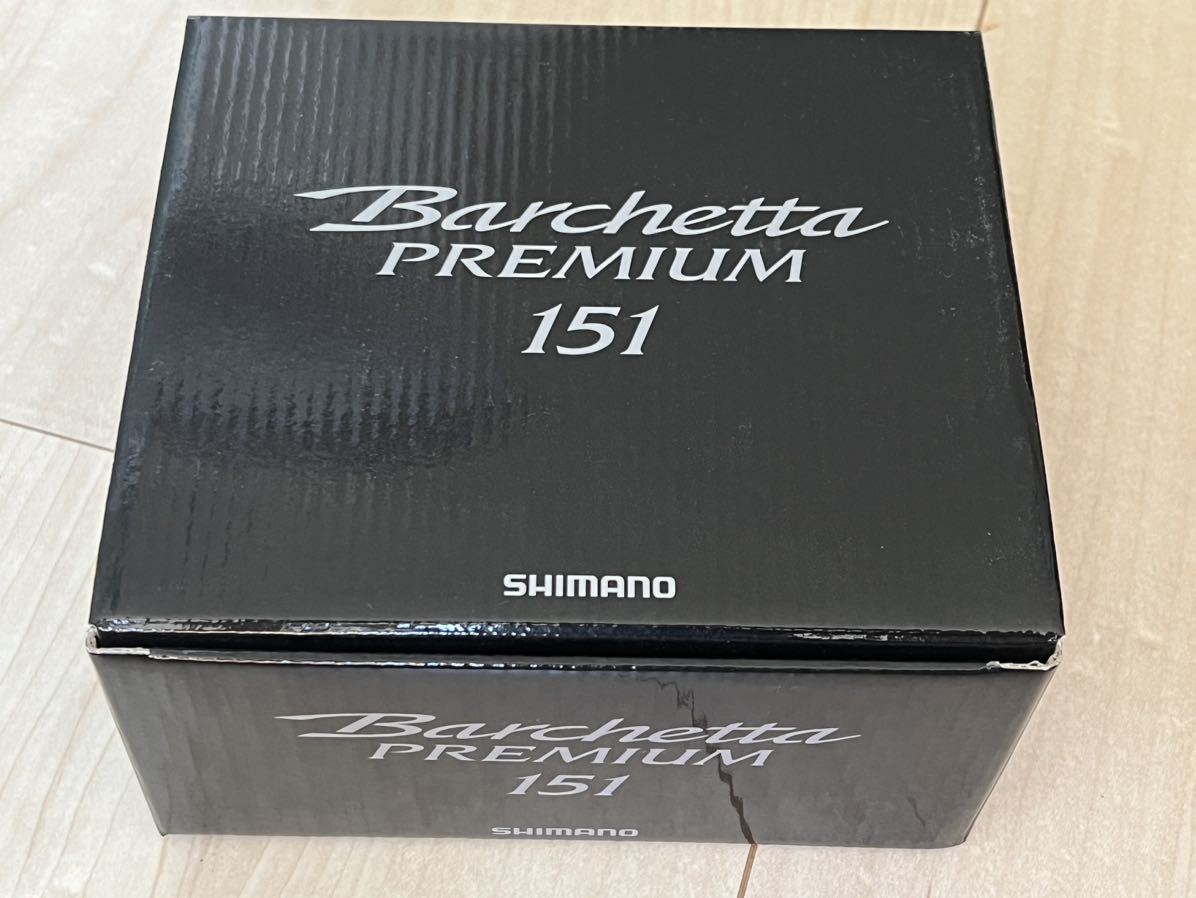 Barchetta
PREMIUM
151
SHIMANO
Barchetta
PREMIUM
151
SHIMANO